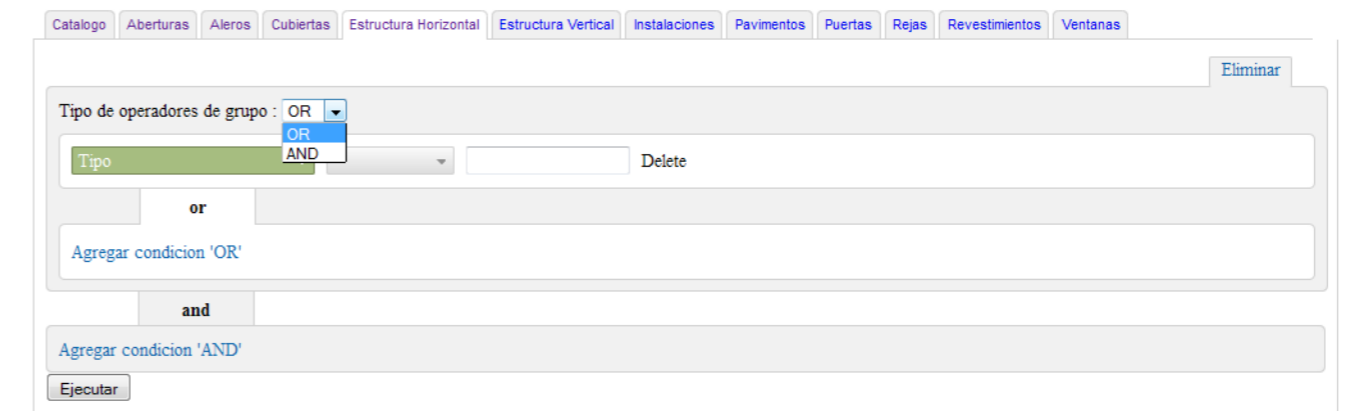 Catalogo Aberturas Aleros Cubiertas Estructura Horizontal Estructura Vertical Instalaciones Pavimentos Puertas Rejas Revestimientos Ventanas
Eliminar
Tipo de operadores de grupo : OR
OR
AND
Tipo Delete
or
Agregar condicion 'OR'
and
Agregar condicion 'AND'
Ejecutar